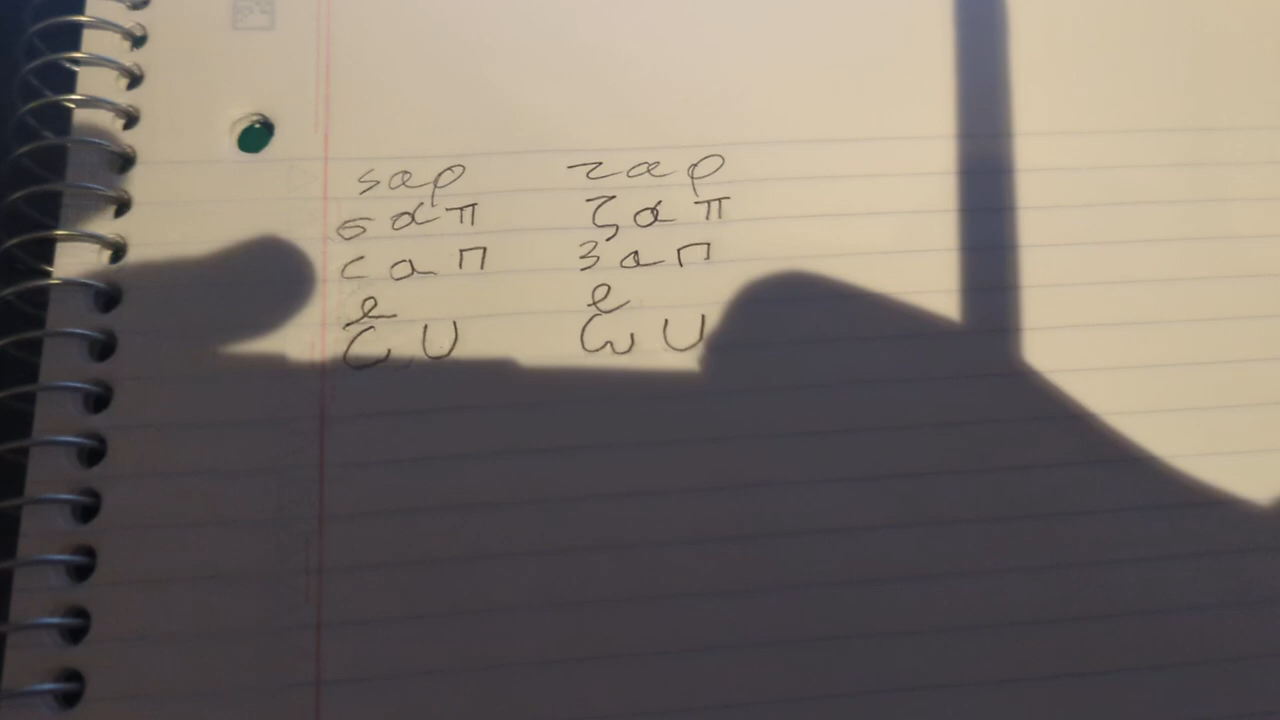 sap zap
σαπ ζαπ
сап зап